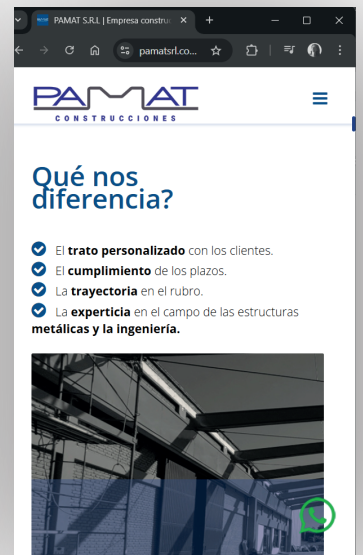 PAMAT S.R.L | Empresa constru
pamatsrl.co...
PAMAT
CONSTRUCCIONES
Qué nos
diferencia?
El trato personalizado con los clientes.
El cumplimiento de los plazos.
La trayectoria en el rubro.
La experticia en el campo de las estructuras
metálicas y la ingeniería.